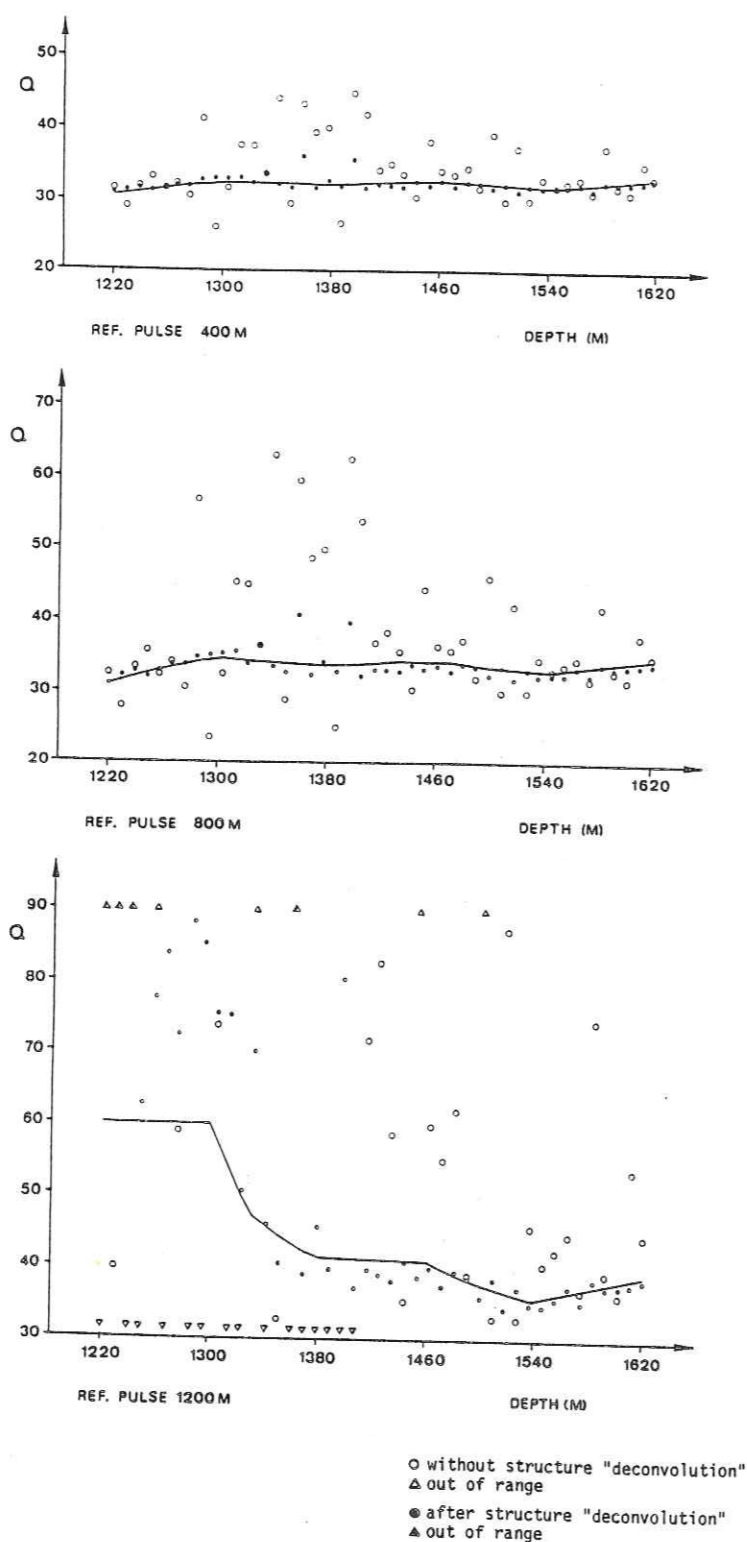 50
Q
40
30
20
1220 1300 1380 1460 1540 1620
REF. PULSE 400 M DEPTH (M)
70
Q
60
50
40
30
20
1220 1300 1380 1460 1540 1620
REF. PULSE 800 M DEPTH (M)
90
Q
80
70
60
50
40
30
1220 1300 1380 1460 1540 1620
REF. PULSE 1200 M DEPTH (M)
○ without structure "deconvolution"
△ out of range
● after structure "deconvolution"
▲ out of range